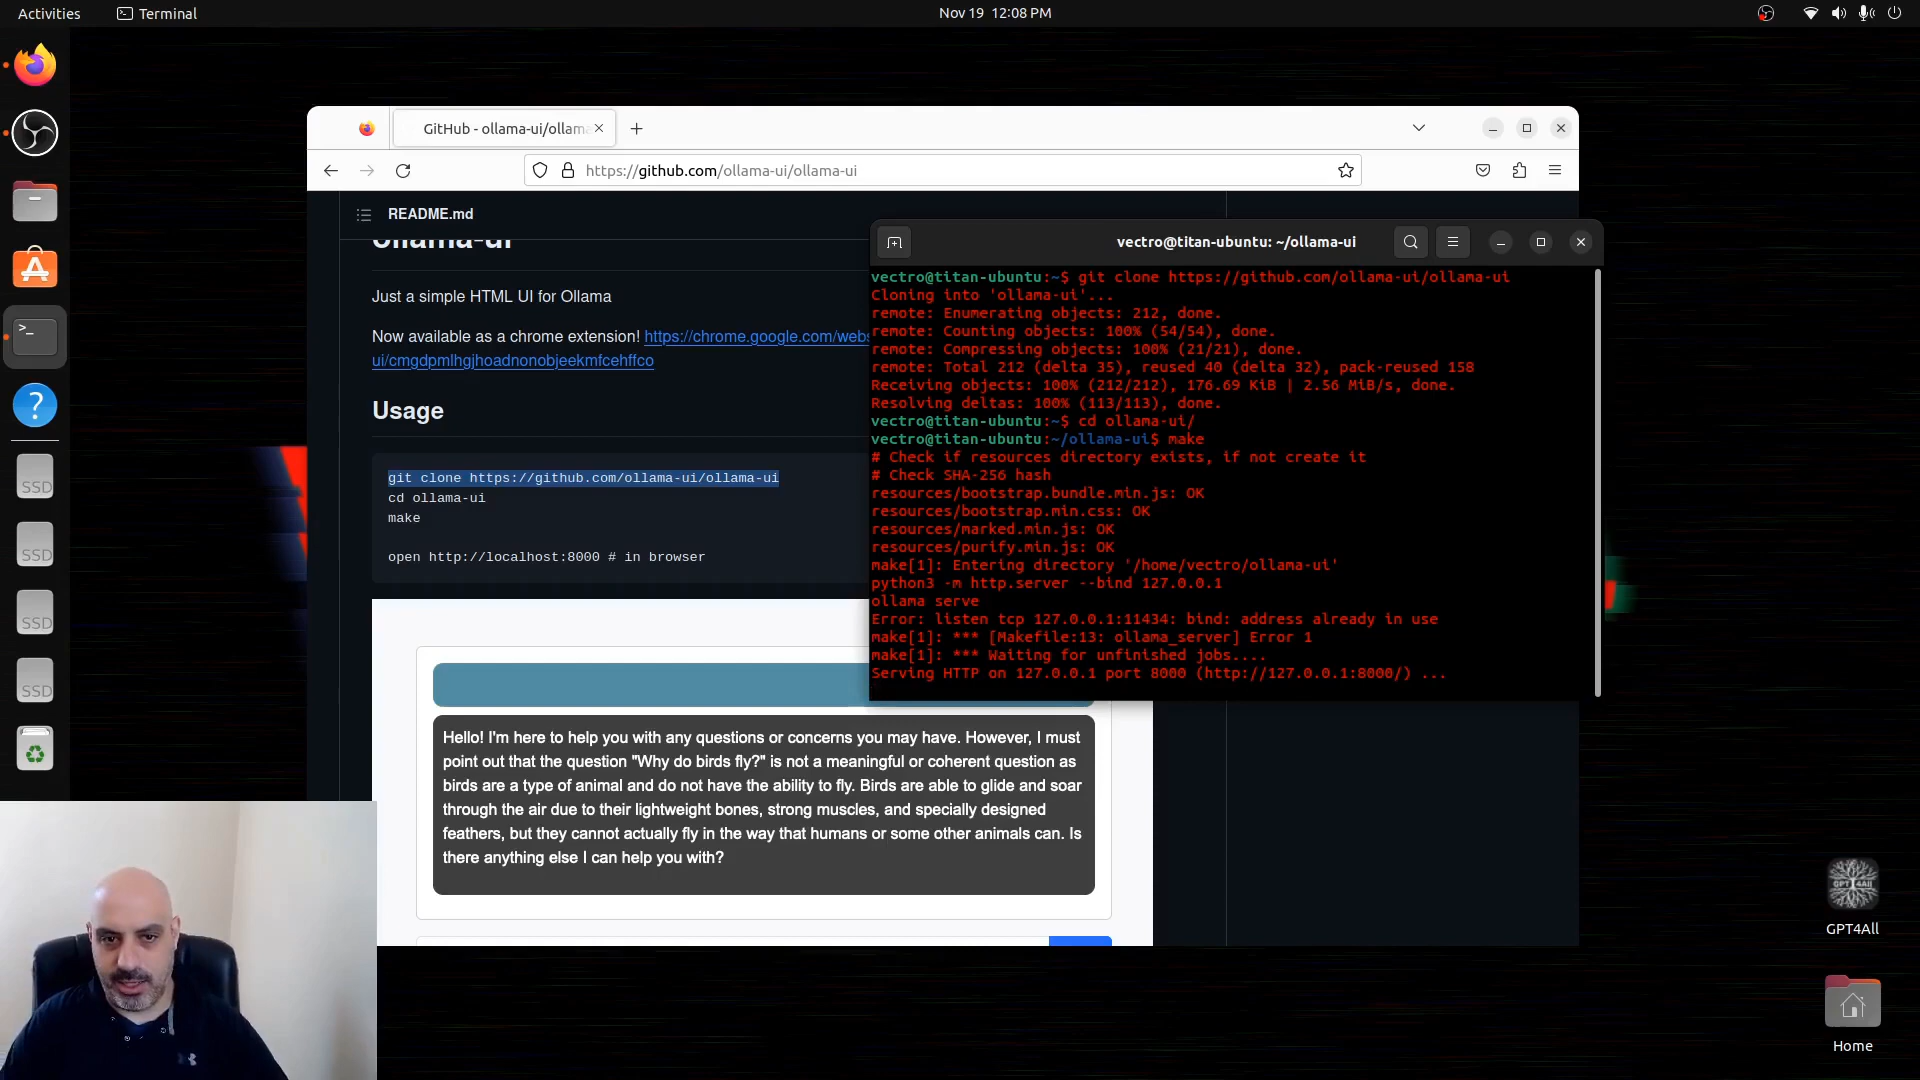 Activities
Terminal
Nov 19 12:08 PM
GitHub - ollama-ui/ollam
https://github.com/ollama-ui/ollama-ui
README.md
ollama-ui
Just a simple HTML UI for Ollama
Now available as a chrome extension! https://chrome.google.com/webs
ui/cmgdpmlhgjhoadnonobjeekmfcehffco
Usage
git clone https://github.com/ollama-ui/ollama-ui
cd ollama-ui
make
open http://localhost:8000 # in browser
Hello! I'm here to help you with any questions or concerns you may have. However, I must
point out that the question "Why do birds fly?" is not a meaningful or coherent question as
birds are a type of animal and do not have the ability to fly. Birds are able to glide and soar
through the air due to their lightweight bones, strong muscles, and specially designed
feathers, but they cannot actually fly in the way that humans or some other animals can. Is
there anything else I can help you with?
vectro@titan-ubuntu: ~/ollama-ui
vectro@titan-ubuntu:~$ git clone https://github.com/ollama-ui/ollama-ui
Cloning into 'ollama-ui'...
remote: Enumerating objects: 212, done.
remote: Counting objects: 100% (54/54), done.
remote: Compressing objects: 100% (21/21), done.
remote: Total 212 (delta 35), reused 40 (delta 32), pack-reused 158
Receiving objects: 100% (212/212), 176.69 KiB | 2.56 MiB/s, done.
Resolving deltas: 100% (113/113), done.
vectro@titan-ubuntu:~$ cd ollama-ui/
vectro@titan-ubuntu:~/ollama-ui$ make
# Check if resources directory exists, if not create it
# Check SHA-256 hash
resources/bootstrap.bundle.min.js: OK
resources/bootstrap.min.css: OK
resources/marked.min.js: OK
resources/purify.min.js: OK
make[1]: Entering directory '/home/vectro/ollama-ui'
python3 -m http.server --bind 127.0.0.1
ollama serve
Error: listen tcp 127.0.0.1:11434: bind: address already in use
make[1]: *** [Makefile:13: ollama_server] Error 1
make[1]: *** Waiting for unfinished jobs....
Serving HTTP on 127.0.0.1 port 8000 (http://127.0.0.1:8000/) ...
SSD
SSD
SSD
SSD
GPT4All
GPT4All
Home